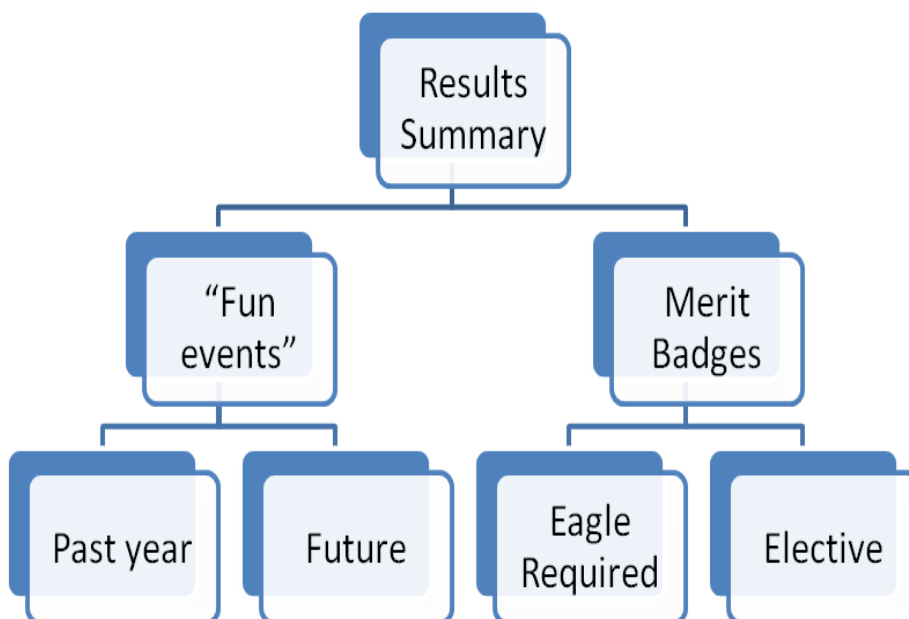 Results
Summary
“Fun
events”
Merit
Badges
Past year
Future
Eagle
Required
Elective